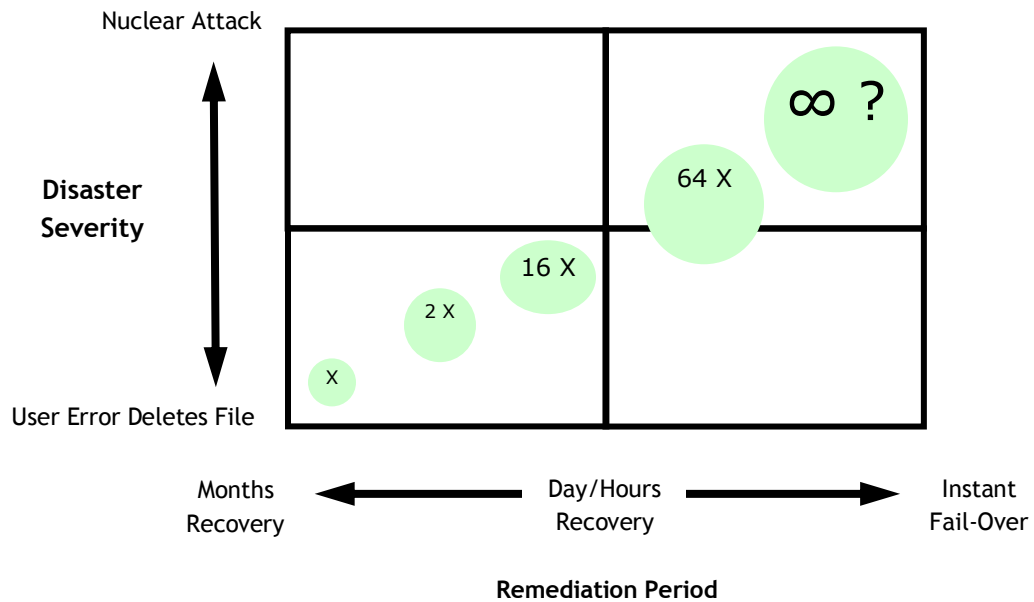 Nuclear Attack
∞ ?
64 X
Disaster
Severity
16 X
2 X
X
User Error Deletes File
Months
Recovery
Day/Hours
Recovery
Instant
Fail-Over
Remediation Period